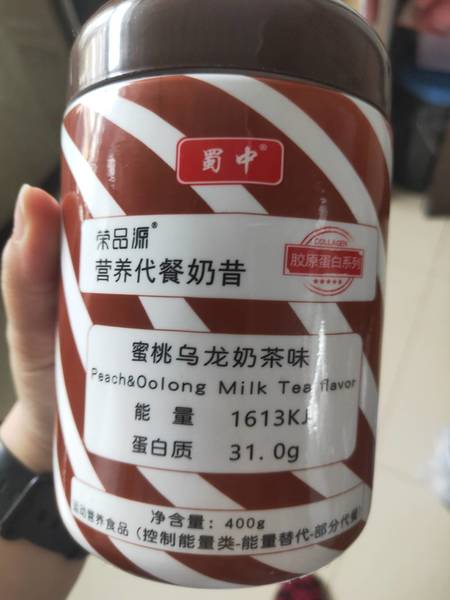 蜀中®
荣品源®
营养代餐奶昔
COLLAGEN
胶原蛋白系列
蜜桃乌龙奶茶味
Peach&Oolong Milk Tea flavor
能 量 1613KJ
蛋白质 31.0g
净含量: 400g
运动营养食品（控制能量类-能量替代-部分代餐）